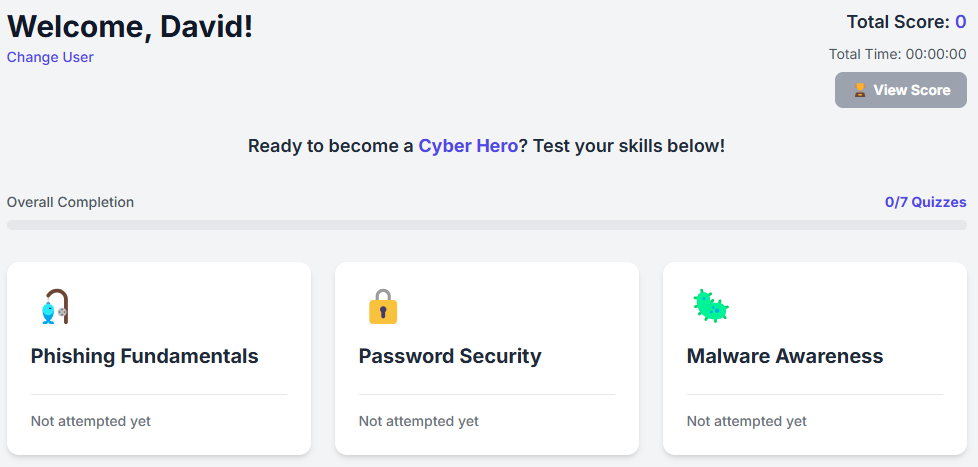 Welcome, David!
Total Score: 0
Change User
Total Time: 00:00:00
View Score
Ready to become a Cyber Hero? Test your skills below!
Overall Completion
0/7 Quizzes
Phishing Fundamentals
Password Security
Malware Awareness
Not attempted yet
Not attempted yet
Not attempted yet